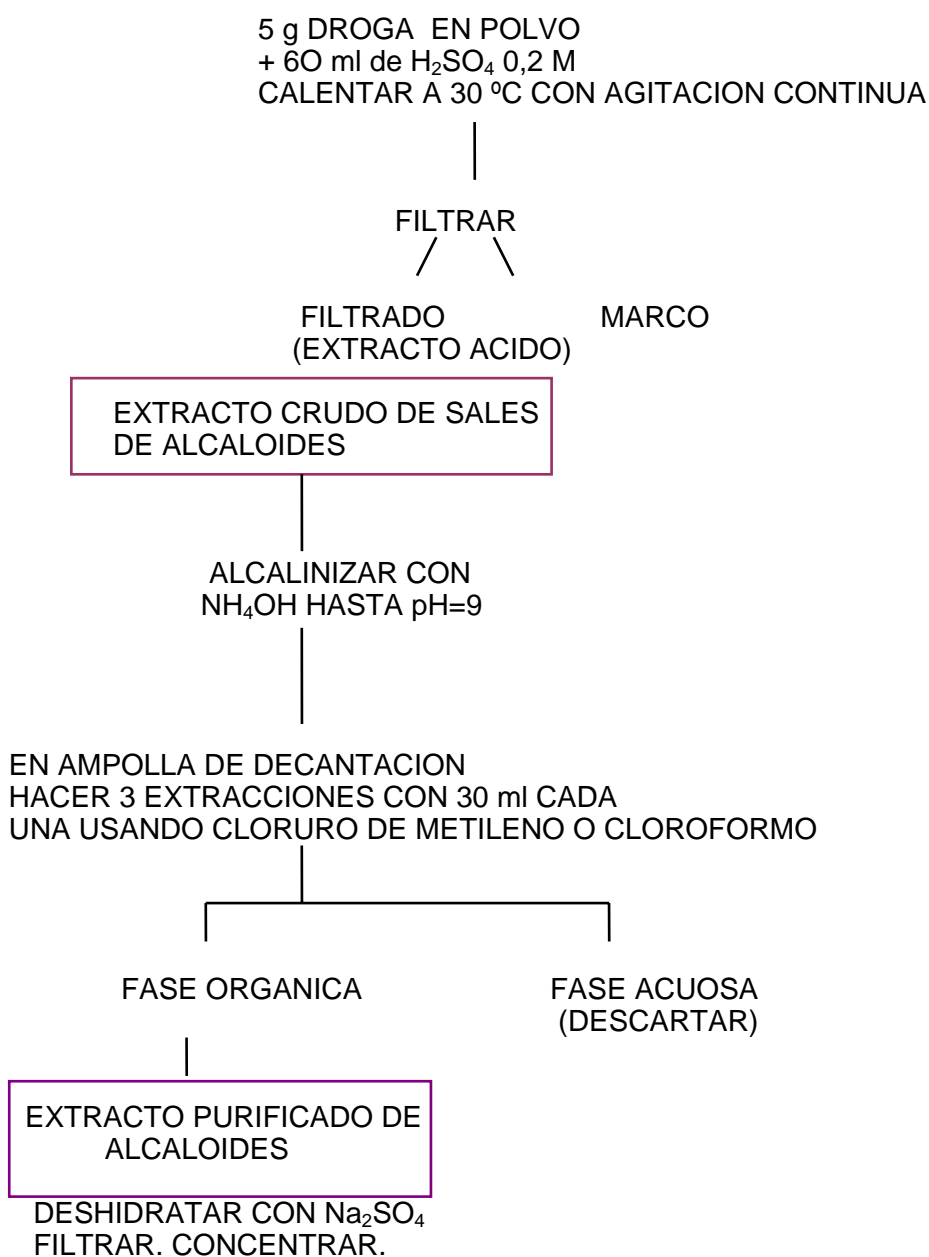 5 g DROGA EN POLVO
+ 6O ml de H₂SO₄ 0,2 M
CALENTAR A 30 ºC CON AGITACION CONTINUA
FILTRAR
FILTRADO MARCO
(EXTRACTO ACIDO)
EXTRACTO CRUDO DE SALES
DE ALCALOIDES
ALCALINIZAR CON
NH₄OH HASTA pH=9
EN AMPOLLA DE DECANTACION
HACER 3 EXTRACCIONES CON 30 ml CADA
UNA USANDO CLORURO DE METILENO O CLOROFORMO
FASE ORGANICA FASE ACUOSA
(DESCARTAR)
EXTRACTO PURIFICADO DE
ALCALOIDES
DESHIDRATAR CON Na₂SO₄
FILTRAR. CONCENTRAR.